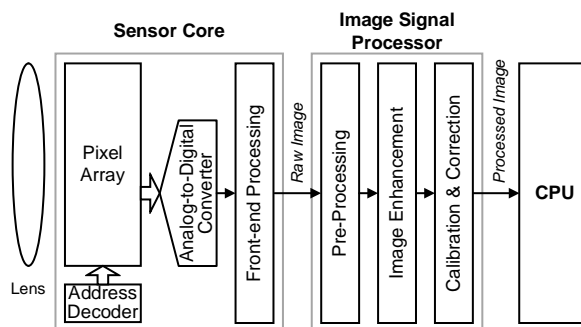 Sensor Core
Image Signal
Processor
Lens
Pixel
Array
Address
Decoder
Analog-to-Digital
Converter
Front-end Processing
Raw Image
Pre-Processing
Image Enhancement
Calibration & Correction
Processed Image
CPU